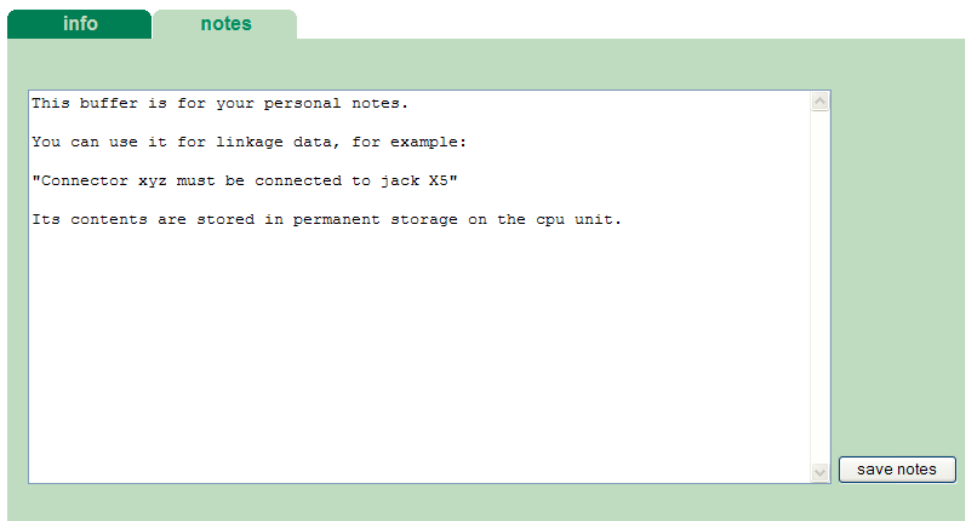 info
notes
This buffer is for your personal notes.
You can use it for linkage data, for example:
"Connector xyz must be connected to jack X5"
Its contents are stored in permanent storage on the cpu unit.
save notes